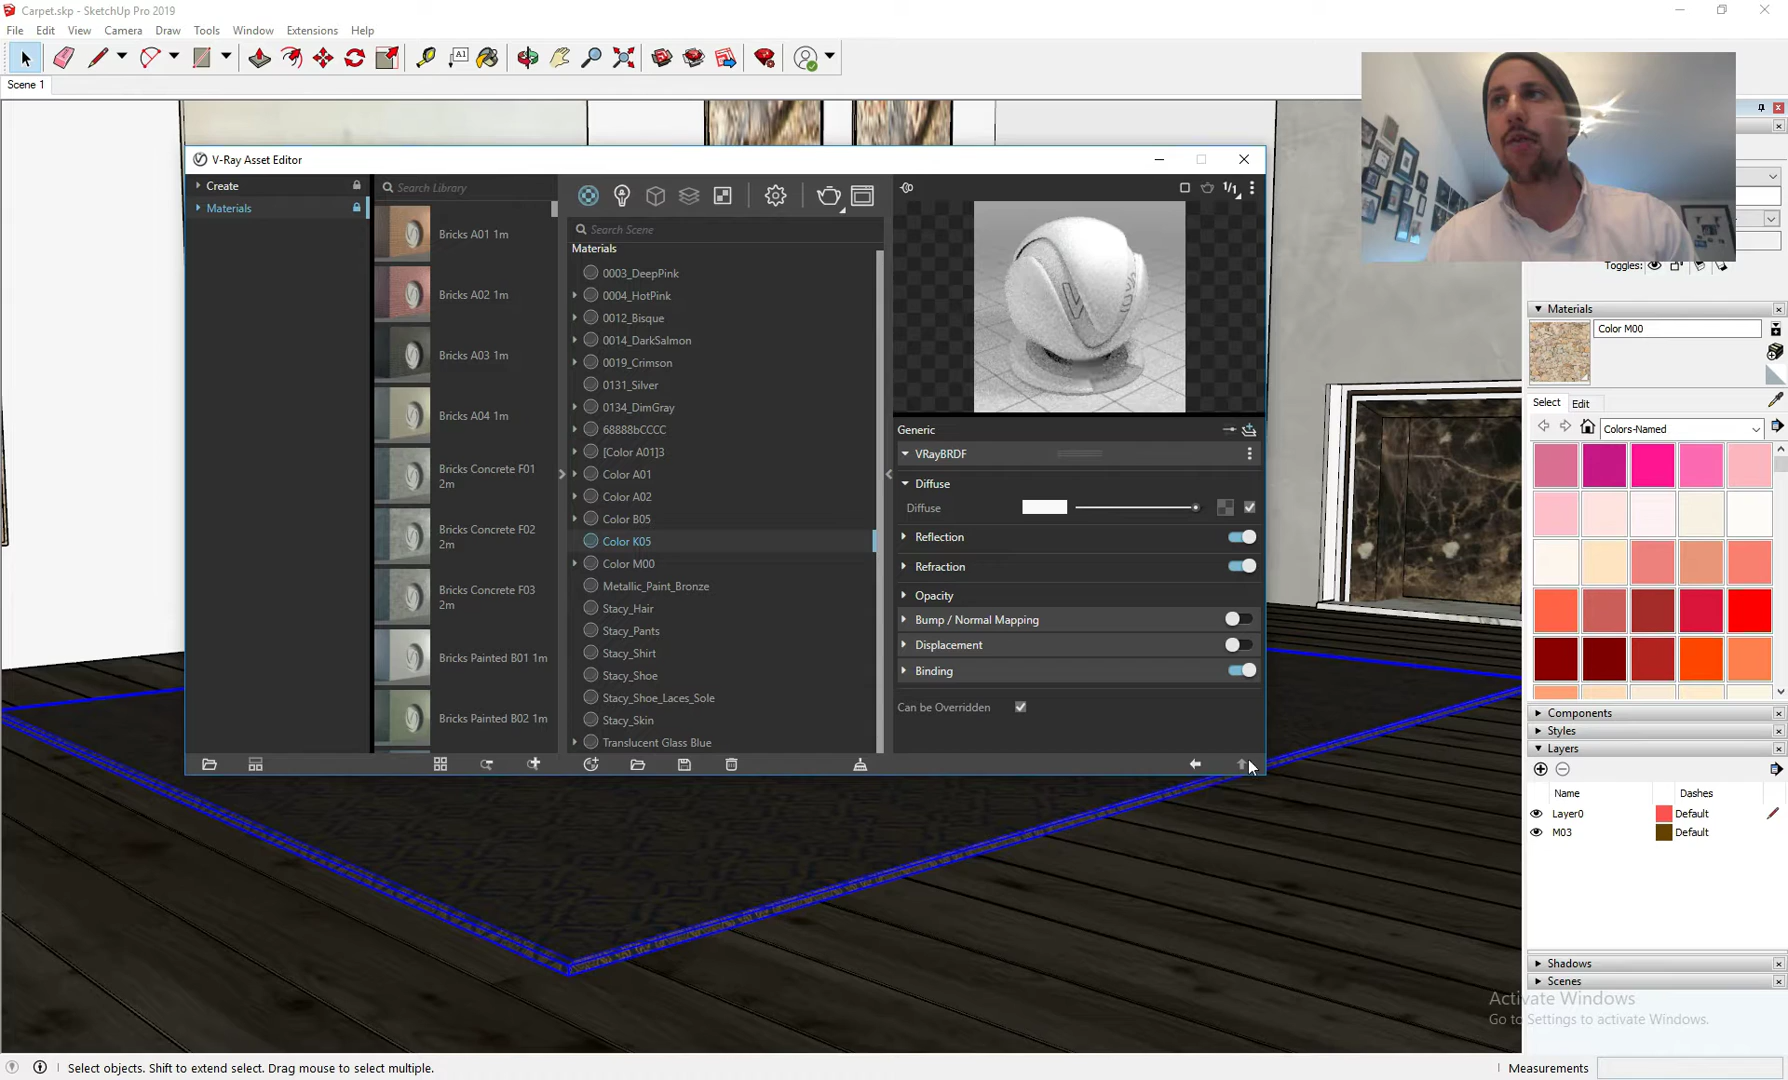 Carpet.skp - SketchUp Pro 2019
File Edit View Camera Draw Tools Window Extensions Help
Scene 1
V-Ray Asset Editor
Create
Materials
Search Library
Bricks A01 1m
Bricks A02 1m
Bricks A03 1m
Bricks A04 1m
Bricks Concrete F01
2m
Bricks Concrete F02
2m
Bricks Concrete F03
2m
Bricks Painted B01 1m
Bricks Painted B02 1m
Search Scene
Materials
0003_DeepPink
0004_HotPink
0012_Bisque
0014_DarkSalmon
0019_Crimson
0131_Silver
0134_DimGray
68888bCCCC
[Color A01]3
Color A01
Color A02
Color B05
Color K05
Color M00
Metallic_Paint_Bronze
Stacy_Hair
Stacy_Pants
Stacy_Shirt
Stacy_Shoe
Stacy_Shoe_Laces_Sole
Stacy_Skin
Translucent Glass Blue
1/1
Generic
VRayBRDF
Diffuse
Diffuse
Reflection
Refraction
Opacity
Bump / Normal Mapping
Displacement
Binding
Can be Overridden
Toggles:
Materials
Color M00
Select Edit
Colors-Named
Components
Styles
Layers
Name Dashes
Layer0 Default
M03 Default
Shadows
Scenes
Activate Windows
Go to Settings to activate Windows.
Select objects. Shift to extend select. Drag mouse to select multiple.
Measurements